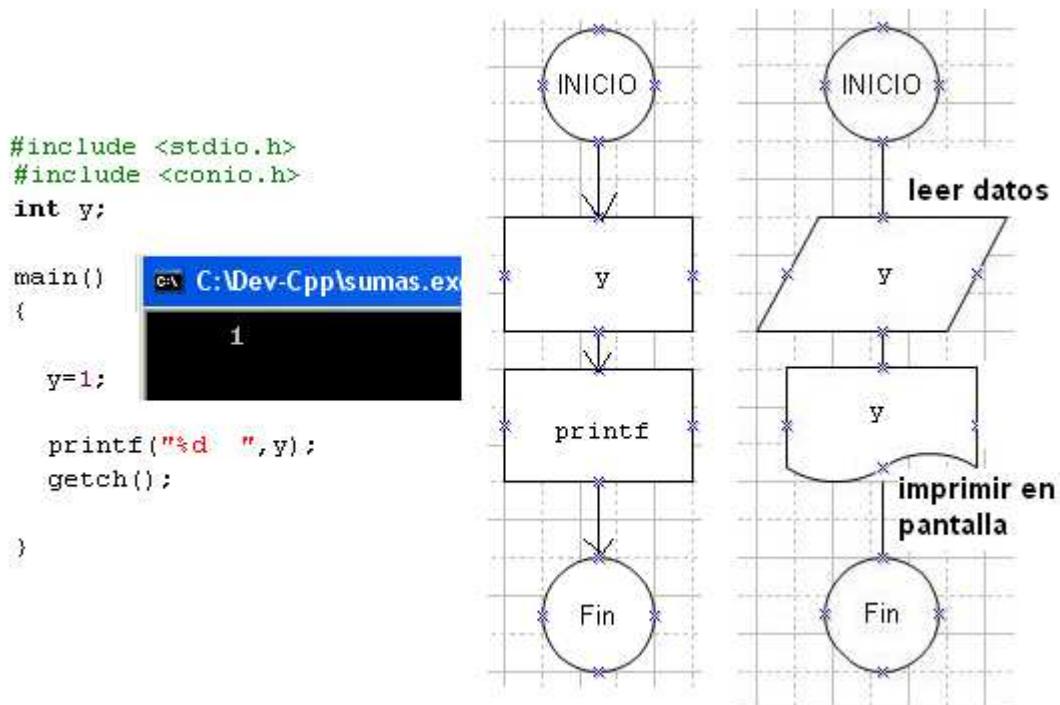 #include <stdio.h>
#include <conio.h>
int y;
main()
{
y=1;
printf("%d  ",y);
getch();
}
C:\Dev-Cpp\sumas.ex
1
INICIO
y
printf
Fin
INICIO
leer datos
y
y
imprimir en
pantalla
Fin